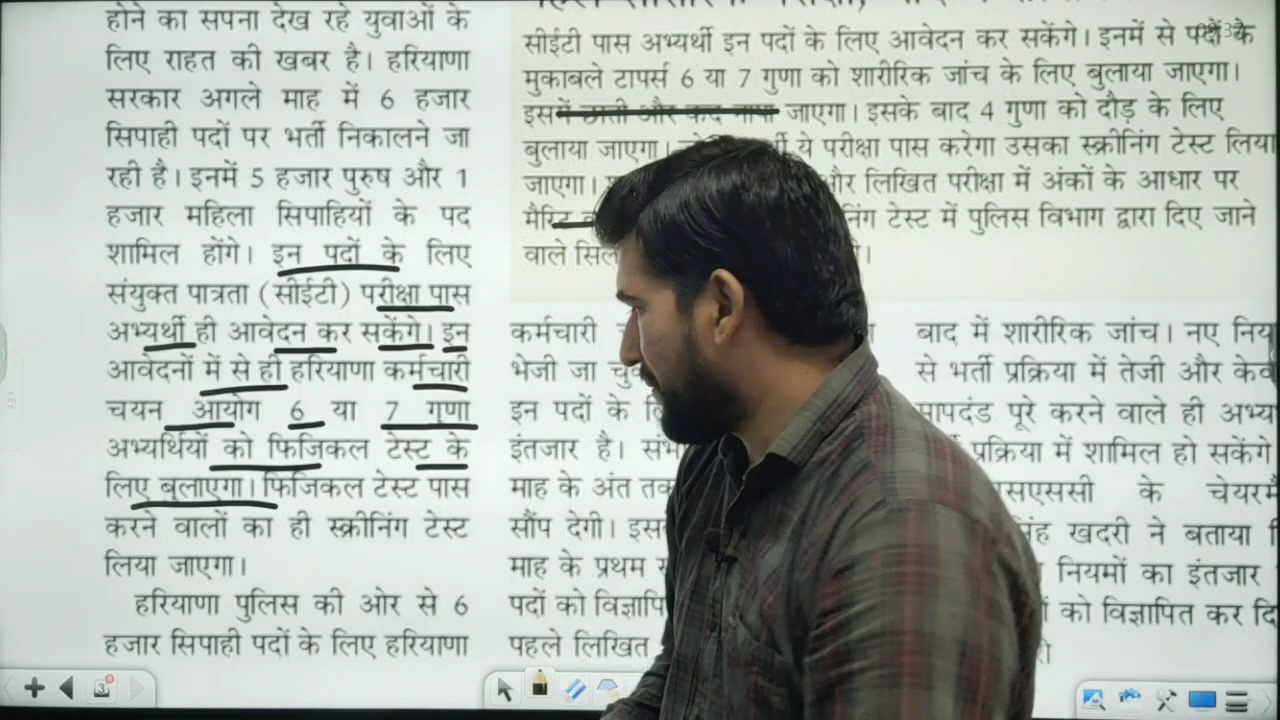 होने का सपना देख रहे युवाओं के
लिए राहत की खबर है। हरियाणा
सरकार अगले माह में 6 हजार
सिपाही पदों पर भर्ती निकालने जा
रही है। इनमें 5 हजार पुरुष और 1
हजार महिला सिपाहियों के पद
शामिल होंगे। इन पदों के लिए
संयुक्त पात्रता (सीईटी) परीक्षा पास
अभ्यर्थी ही आवेदन कर सकेंगे। इन
आवेदनों में से ही हरियाणा कर्मचारी
चयन आयोग 6 या 7 गुणा
अभ्यर्थियों को फिजिकल टेस्ट के
लिए बुलाएगा। फिजिकल टेस्ट पास
करने वालों का ही स्क्रीनिंग टेस्ट
लिया जाएगा।
हरियाणा पुलिस की ओर से 6
हजार सिपाही पदों के लिए हरियाणा
सीईटी पास अभ्यर्थी इन पदों के लिए आवेदन कर सकेंगे। इनमें से पदों के
मुकाबले टापर्स 6 या 7 गुणा को शारीरिक जांच के लिए बुलाया जाएगा।
इसमें छाती और कद नापा जाएगा। इसके बाद 4 गुणा को दौड़ के लिए
बुलाया जाएगा। ये परीक्षा पास करेगा उसका स्क्रीनिंग टेस्ट लिया
जाएगा। और लिखित परीक्षा में अंकों के आधार पर
मैरिट टेस्ट में पुलिस विभाग द्वारा दिए जाने
वाले
कर्मचारी
भेजी जा
इन पदों के
इंतजार है।
माह के अंत तक
सौंप देगी।
माह के प्रथम
पदों को
पहले लिखित
बाद में शारीरिक जांच। नए
से भर्ती प्रक्रिया में तेजी और
मापदंड पूरे करने वाले ही
प्रक्रिया में शामिल हो सकेंगे
के
खदरी ने बताया
नियमों का इंतजार
को विज्ञापित कर
3